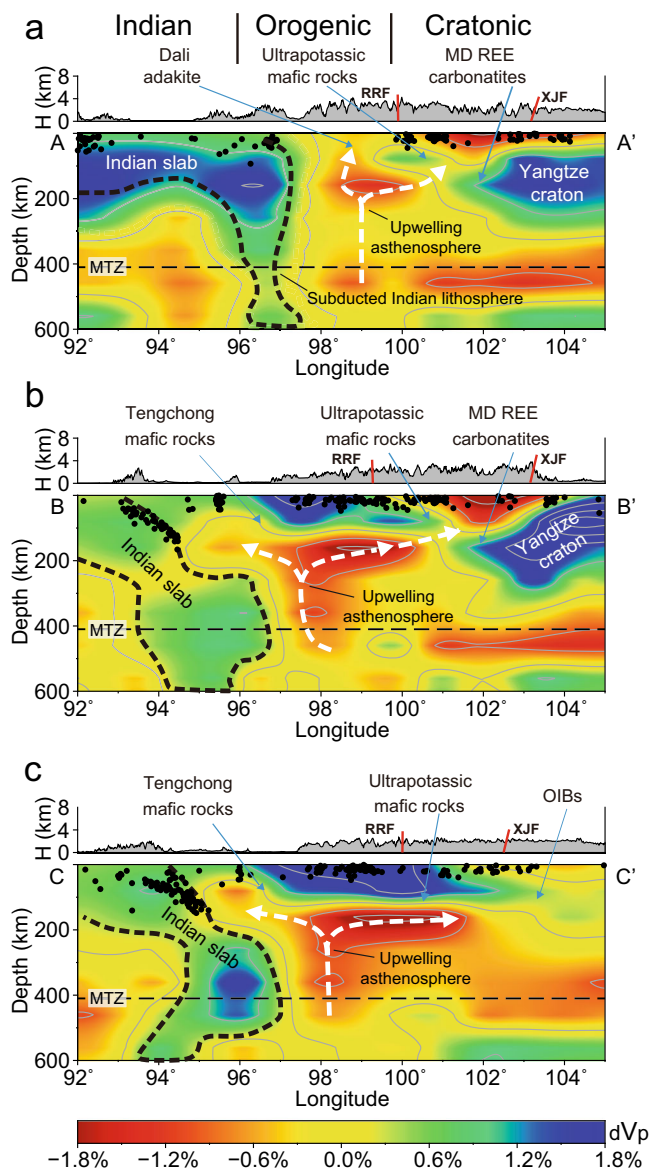 a
Indian
Orogenic
Cratonic
Dali
adakite
Ultrapotassic
mafic rocks
MD REE
carbonatites
H (km)
8
4
0
RRF
XJF
A
A'
Indian slab
Yangtze
craton
Upwelling
asthenosphere
MTZ
Subducted Indian lithosphere
Depth (km)
0
200
400
600
92
94
96
98
100
102
104
Longitude
b
Tengchong
mafic rocks
Ultrapotassic
mafic rocks
MD REE
carbonatites
H (km)
8
4
0
RRF
XJF
B
B'
Indian slab
Yangtze
craton
Upwelling
asthenosphere
MTZ
Depth (km)
0
200
400
600
92
94
96
98
100
102
104
Longitude
c
Tengchong
mafic rocks
Ultrapotassic
mafic rocks
OIBs
H (km)
8
4
0
RRF
XJF
C
C'
Indian slab
Upwelling
asthenosphere
MTZ
Depth (km)
0
200
400
600
92
94
96
98
100
102
104
Longitude
dVp
−1.8%
−1.2%
−0.6%
0.0%
0.6%
1.2%
1.8%